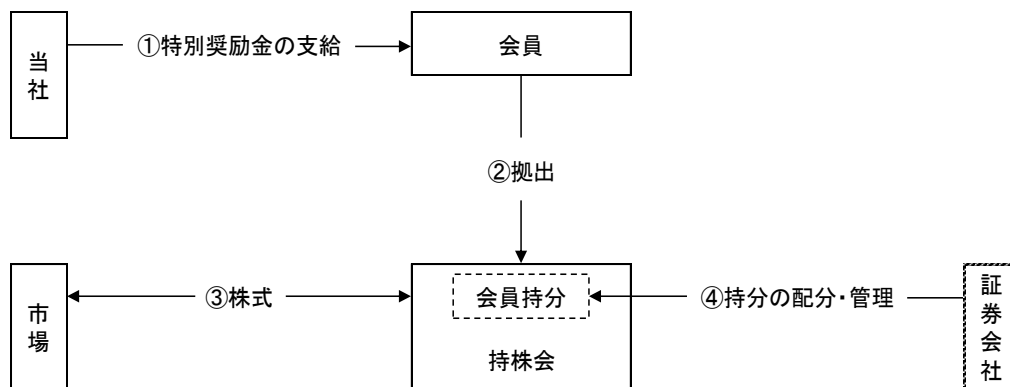 当社
①特別奨励金の支給
会員
②拠出
市場
③株式
会員持分
持株会
④持分の配分・管理
証券会社